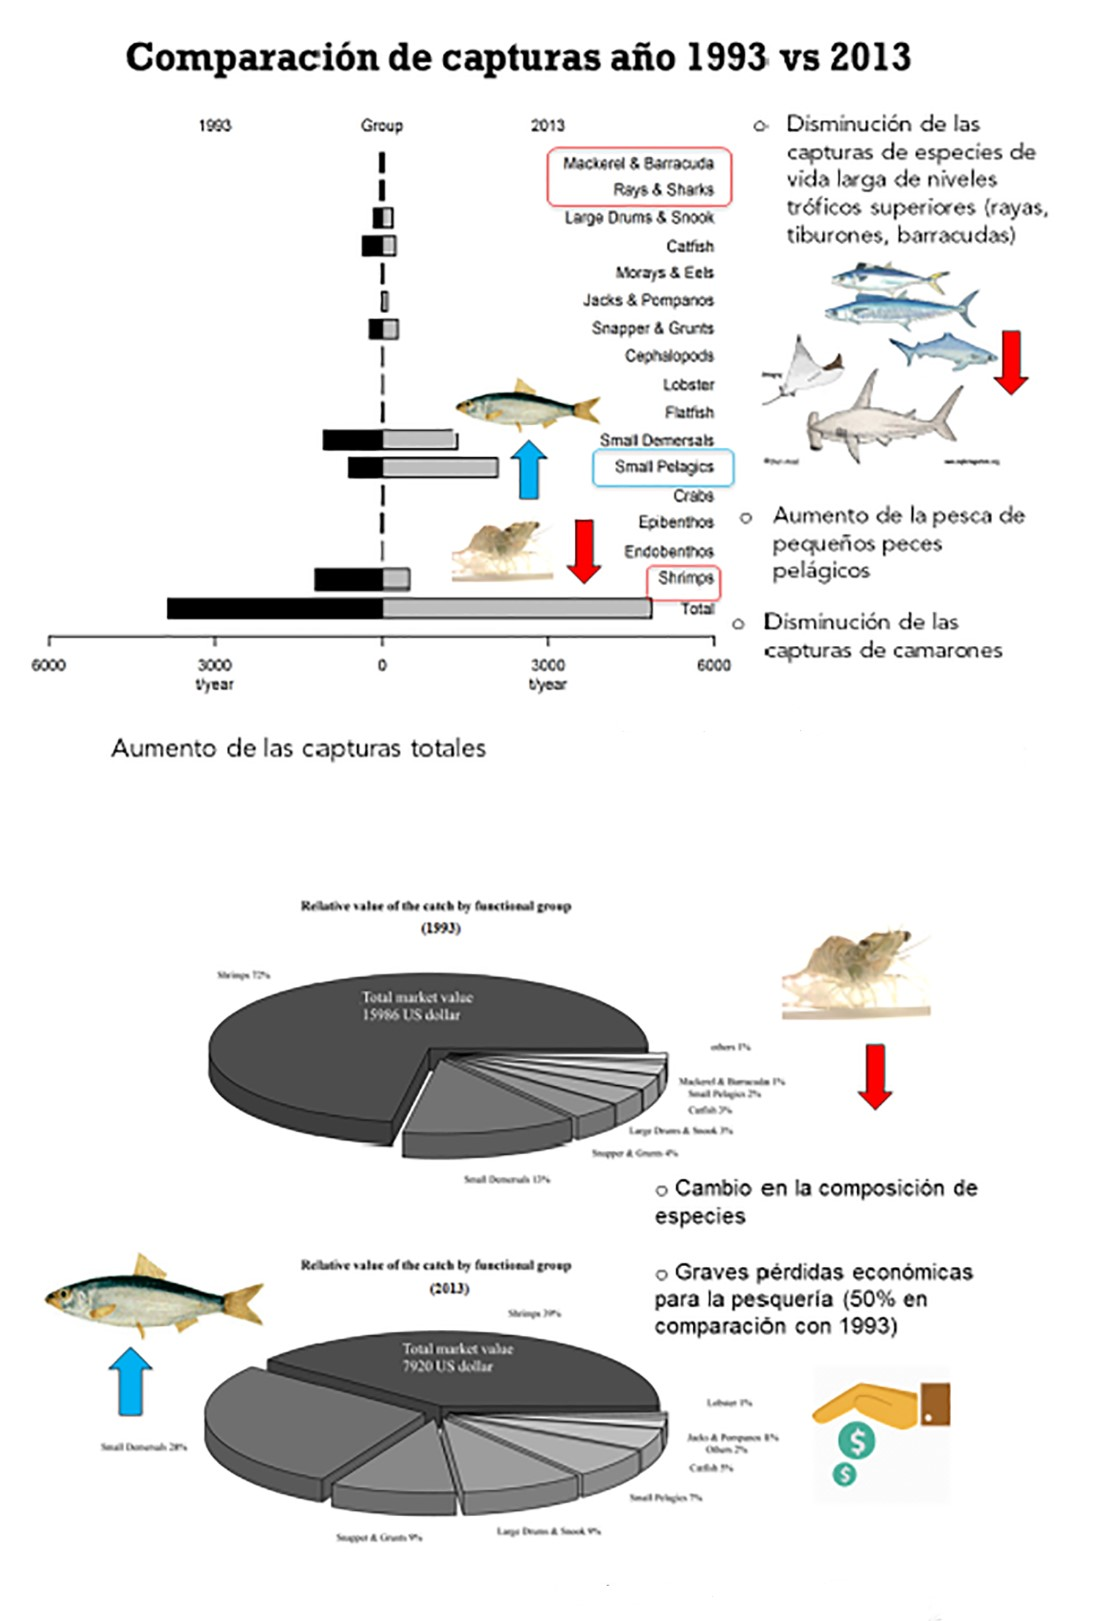 Comparación de capturas año 1993 vs 2013
1993 Group 2013
Mackerel & Barracuda
Rays & Sharks
Large Drums & Snook
Catfish
Morays & Eels
Jacks & Pompanos
Snapper & Grunts
Cephalopods
Lobster
Flatfish
Small Demersals
Small Pelagics
Crabs
Epibenthos
Endobenthos
Shrimps
Total
6000 3000 0 3000 6000
t/year t/year
o Disminución de las
capturas de especies de
vida larga de niveles
tróficos superiores (rayas,
tiburones, barracudas)
o Aumento de la pesca de
pequeños peces
pelágicos
o Disminución de las
capturas de camarones
Aumento de las capturas totales
Relative value of the catch by functional group
(1993)
Shrimps 72%
Total market value
15986 US dollar
others 1%
Mackerel & Barracudas 1%
Small Pelagics 2%
Catfish 3%
Large Drums & Snook 3%
Snapper & Grunts 4%
Small Demersals 13%
o Cambio en la composición de
especies
o Graves pérdidas económicas
para la pesquería (50% en
comparación con 1993)
Relative value of the catch by functional group
(2013)
Shrimps 39%
Total market value
7920 US dollar
Lobster 1%
Jacks & Pompanos
Others 2%
Catfish 5%
Small Pelagics 7%
Large Drums & Snook 9%
Snapper & Grunts 9%
Small Demersals 28%
$
$